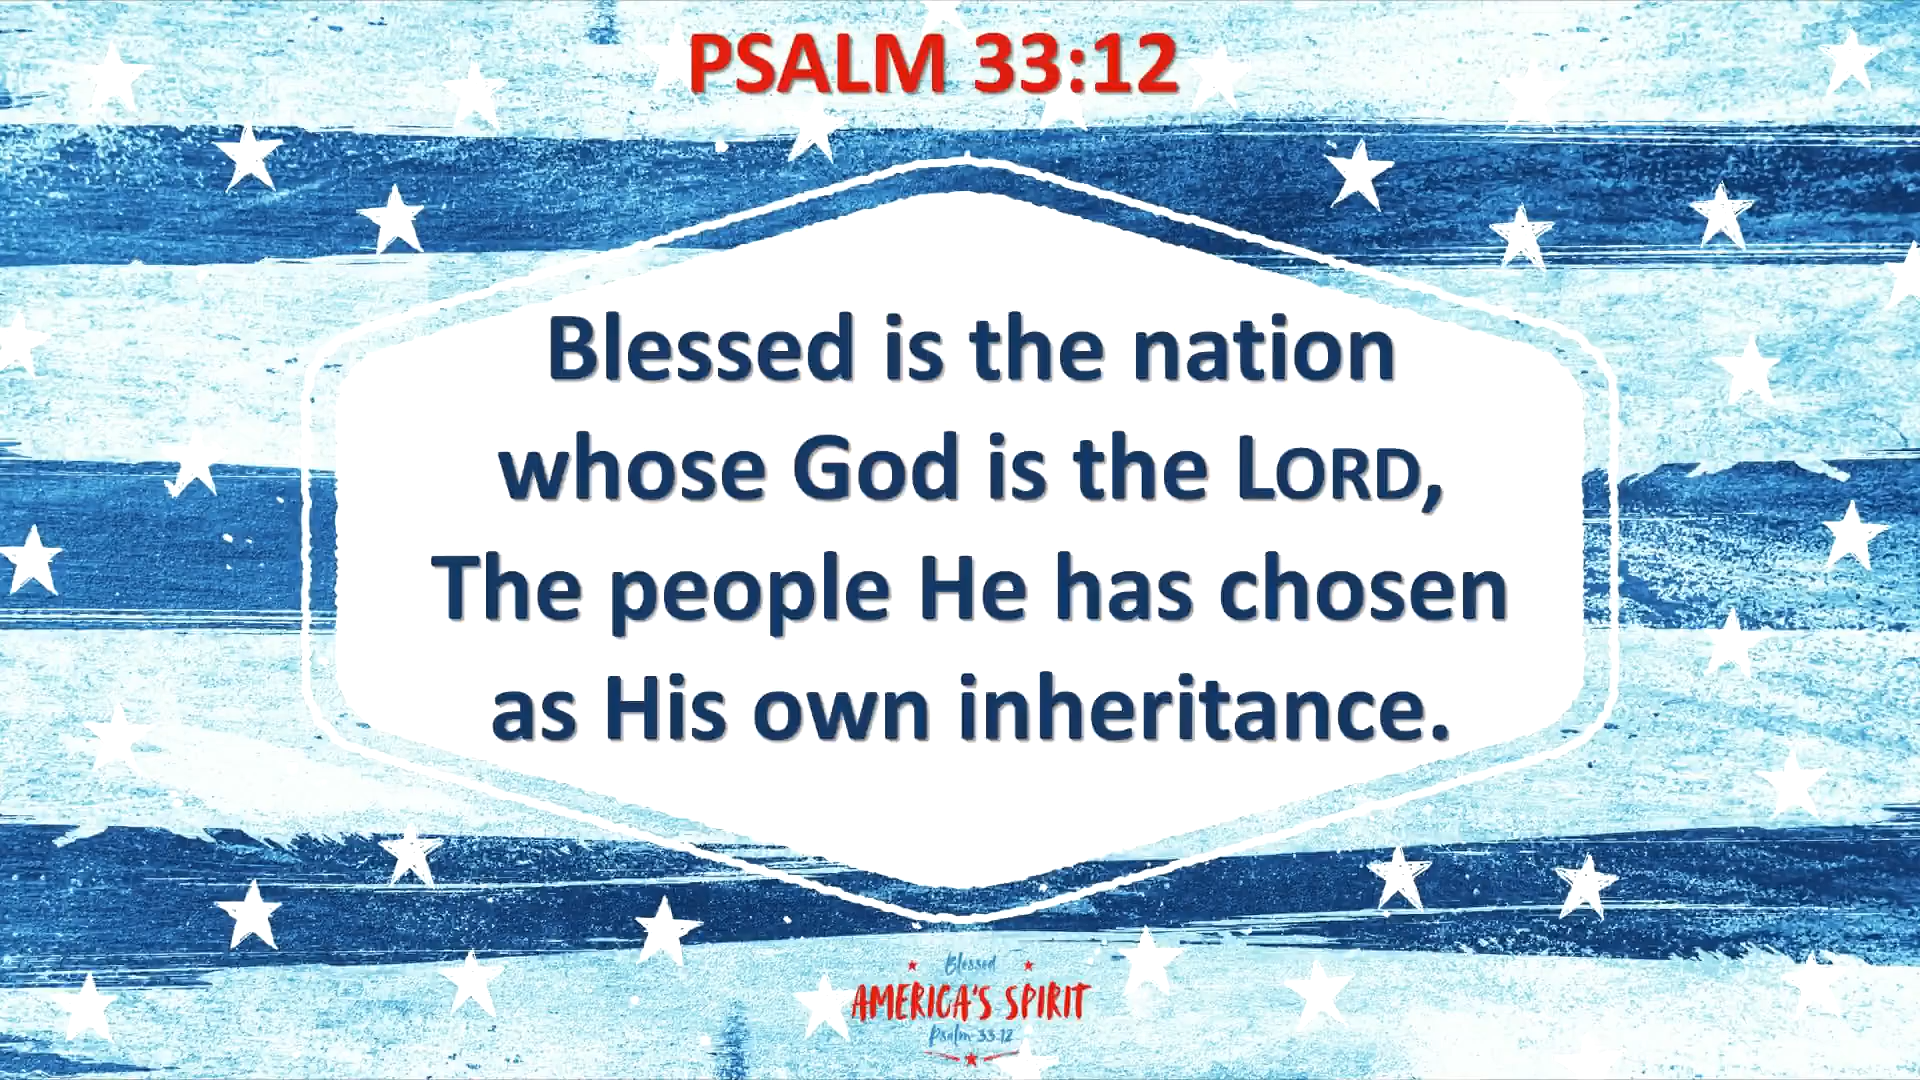 PSALM 33:12
Blessed is the nation
whose God is the LORD,
The people He has chosen
as His own inheritance.
Blessed
AMERICA'S SPIRIT
Psalm 33:12